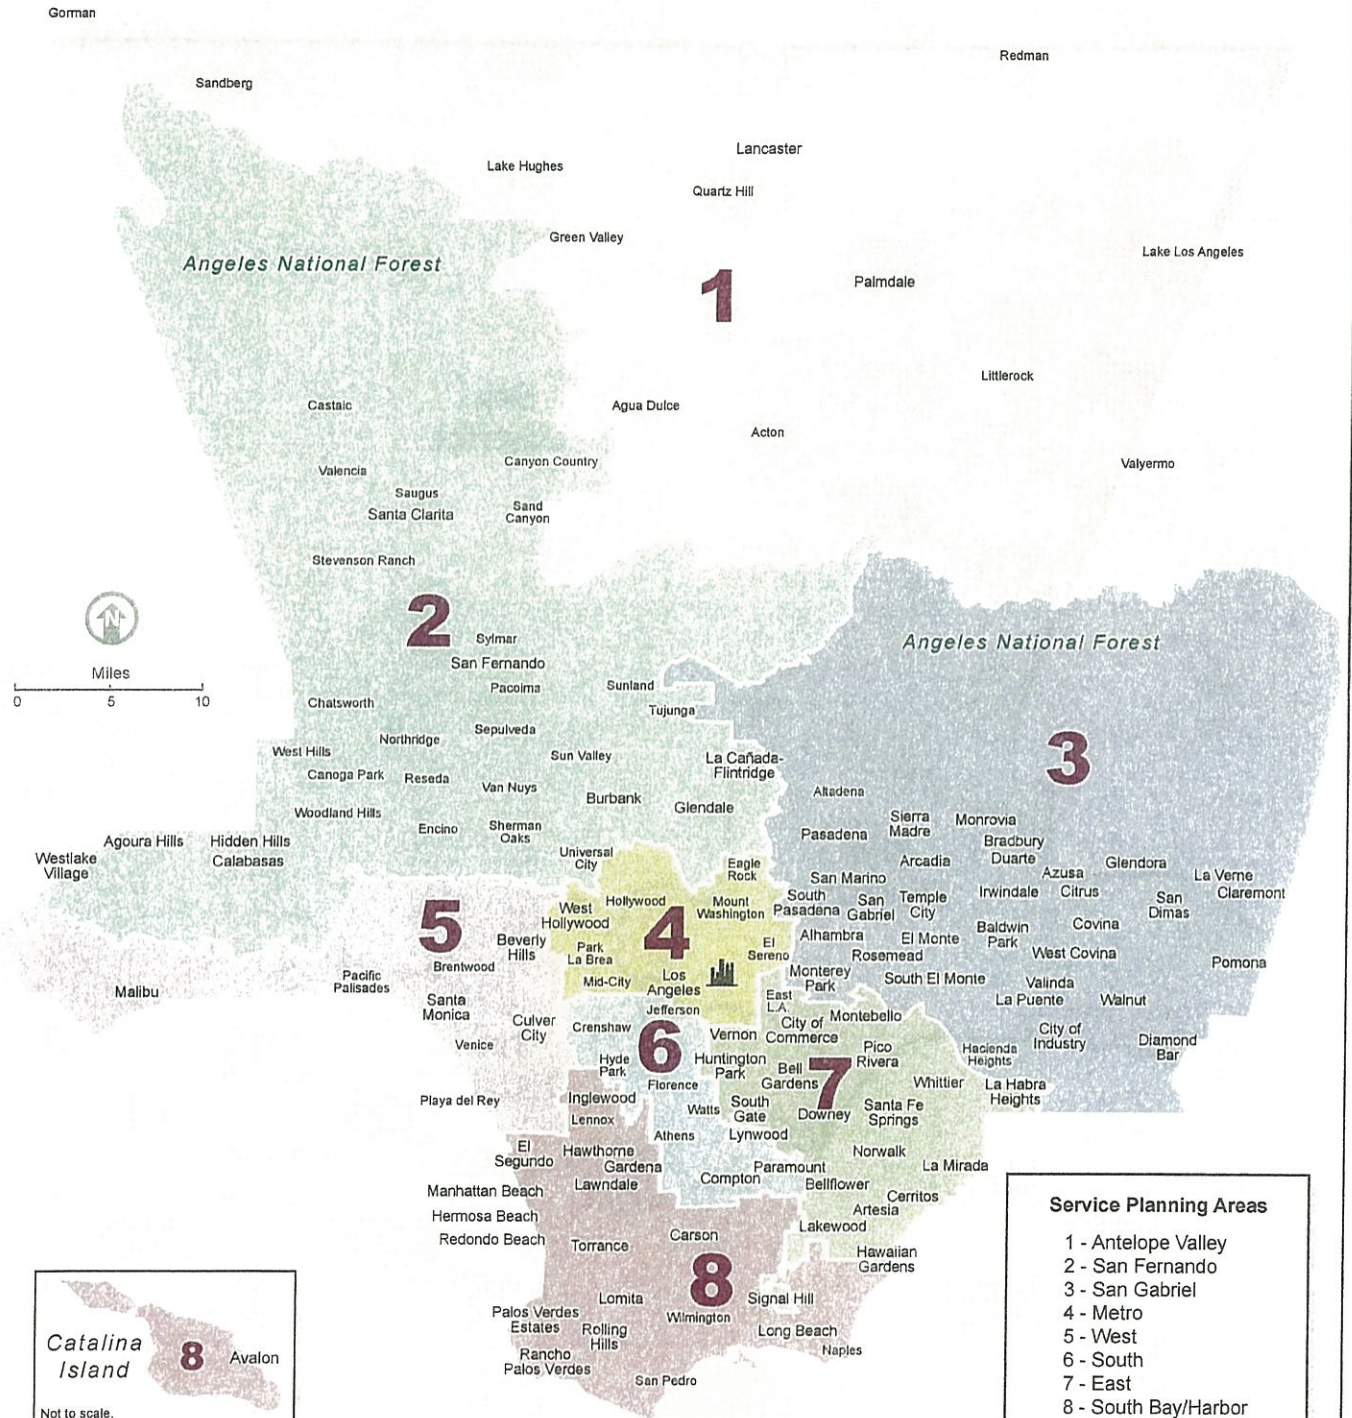 Gorman
Redman
Sandberg
Lancaster
Lake Hughes
Quartz Hill
Green Valley
Lake Los Angeles
Angeles National Forest
1
Palmdale
Littlerock
Castaic
Agua Dulce
Acton
Canyon Country
Valyermo
Valencia
Saugus
Santa Clarita
Sand
Canyon
Stevenson Ranch
N
2
Sylmar
Angeles National Forest
San Fernando
Miles
0 5 10
Pacoima
Sunland
Chatsworth
Tujunga
Sepulveda
Northridge
3
West Hills
Sun Valley
La Cañada-
Flintridge
Canoga Park
Reseda
Van Nuys
Altadena
Burbank
Glendale
Woodland Hills
Sierra
Madre
Monrovia
Encino
Sherman
Oaks
Pasadena
Bradbury
Duarte
Agoura Hills
Hidden Hills
Calabasas
Westlake
Village
Universal
City
Eagle
Rock
Arcadia
Glendora
Azusa
La Verne
San Marino
Irwindale
Citrus
Claremont
Hollywood
Mount
Washington
South
Pasadena
San
Gabriel
Temple
City
San
Dimas
5
West
Hollywood
4
Covina
Baldwin
Park
Alhambra
El Monte
Beverly
Hills
Park
La Brea
El
Sereno
Rosemead
West Covina
Pomona
Brentwood
Pacific
Palisades
Mid-City
Los
Angeles
Monterey
Park
South El Monte
Valinda
Malibu
La Puente
Walnut
Santa
Monica
Jefferson
East
L.A.
Montebello
Culver
City
Crenshaw
6
Vernon
City of
Commerce
City of
Industry
Diamond
Bar
Venice
Pico
Rivera
Hacienda
Heights
Hyde
Park
Huntington
Park
Bell
Gardens
7
Florence
Whittier
La Habra
Heights
Playa del Rey
Inglewood
Watts
South
Gate
Downey
Santa Fe
Springs
Lennox
Athens
Lynwood
El
Segundo
Hawthorne
Norwalk
Gardena
Paramount
La Mirada
Compton
Lawndale
Bellflower
Manhattan Beach
Cerritos
Artesia
Hermosa Beach
Lakewood
Redondo Beach
Carson
Torrance
Hawaiian
Gardens
8
Lomita
Signal Hill
Palos Verdes
Estates
Wilmington
Rolling
Hills
Long Beach
Naples
Rancho
Palos Verdes
San Pedro
Catalina
Island
8
Avalon
Not to scale.
Service Planning Areas
1 - Antelope Valley
2 - San Fernando
3 - San Gabriel
4 - Metro
5 - West
6 - South
7 - East
8 - South Bay/Harbor